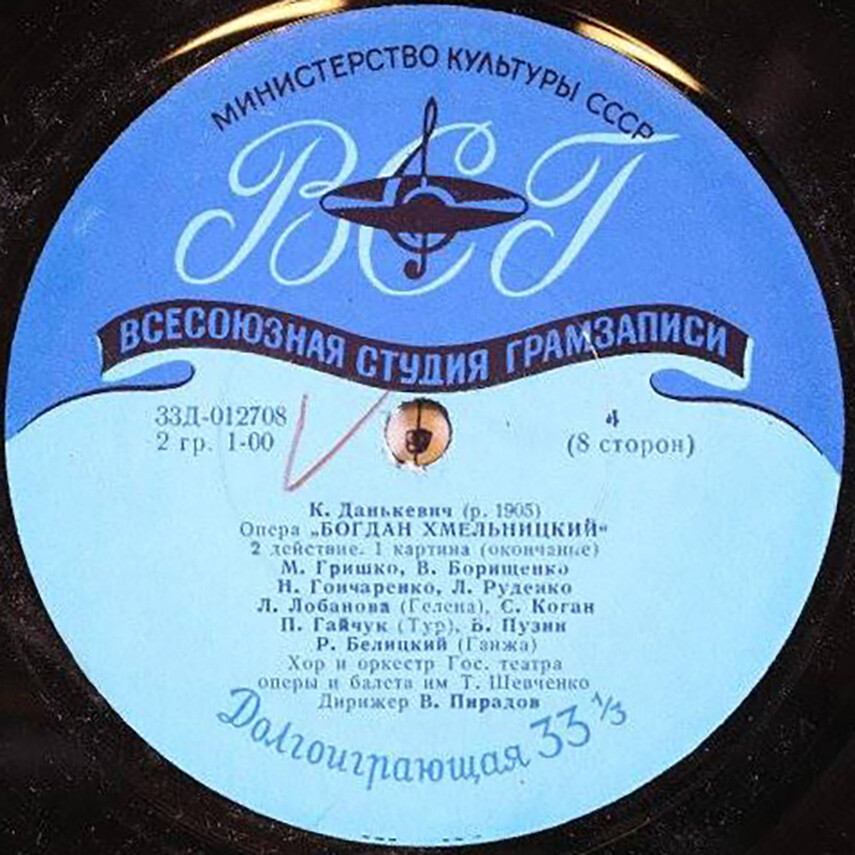 МИНИСТЕРСТВО КУЛЬТУРЫ СССР
ВСГ
ВСЕСОЮЗНАЯ СТУДИЯ ГРАМЗАПИСИ
33Д-012708
2 гр. 1-00
4
(8 сторон)
К. Данькевич (р. 1905)
Опера „БОГДАН ХМЕЛЬНИЦКИЙ“
2 действие. 1 картина (окончание)
М. Гришко, В. Борищенко
Н. Гончаренко, Л. Руденко
Л. Лобанова (Гелена), С. Коган
П. Гайчук (Тур), Б. Пузин
Р. Белицкий (Ганжа)
Хор и оркестр Гос. театра
оперы и балета им Т. Шевченко
Дирижер В. Пирадов
Долгоиграющая 33 1/3